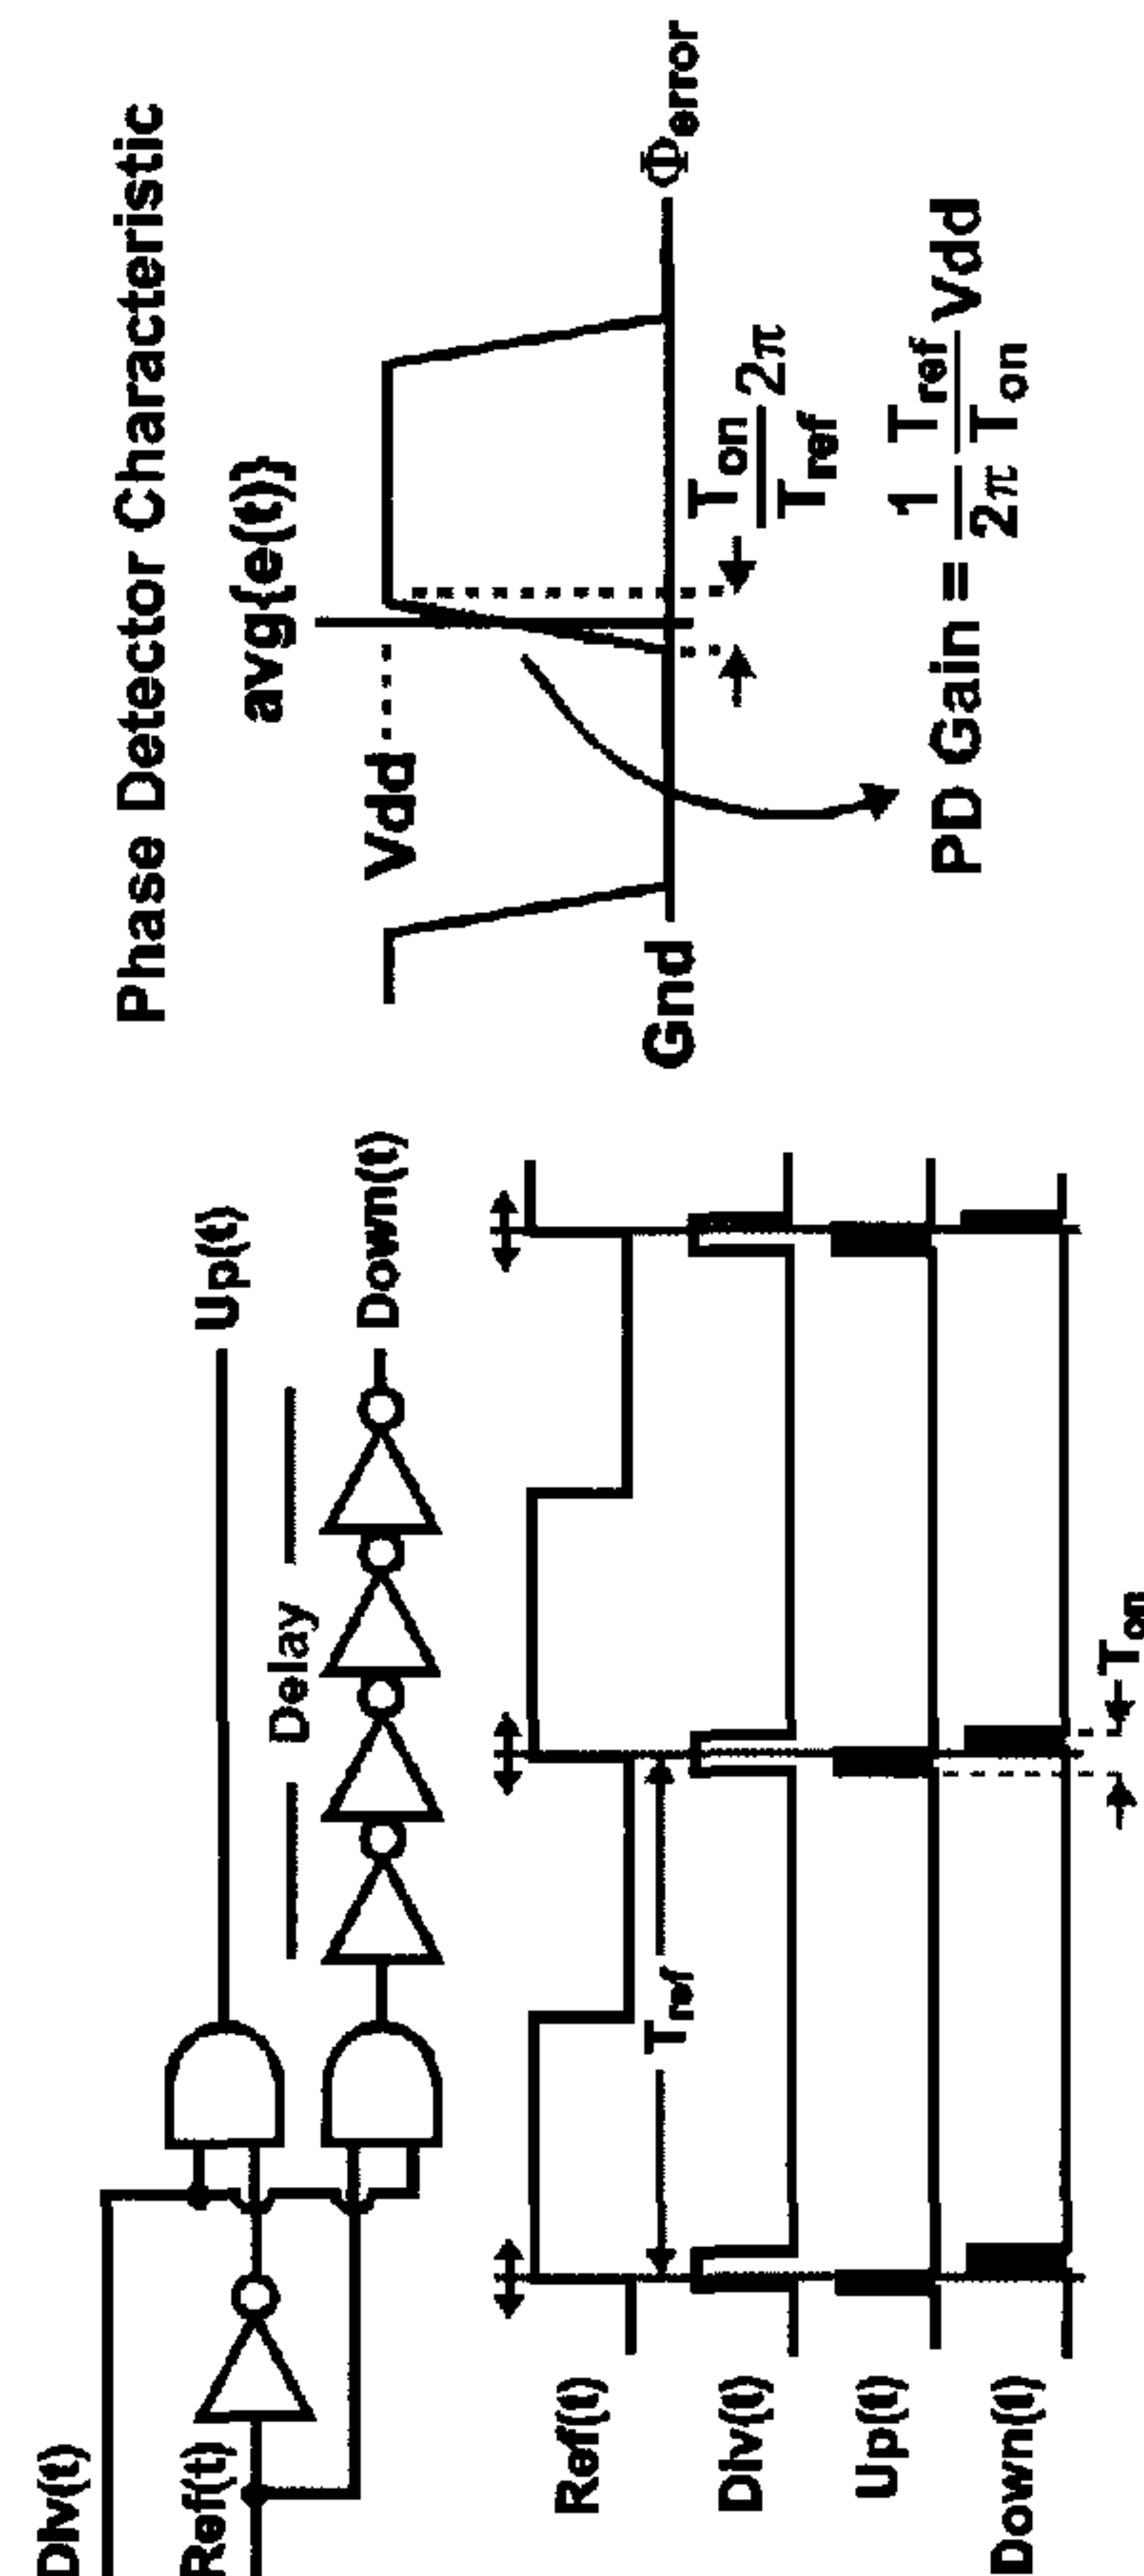 Div(t)
Ref(t)
Up(t)
Delay
Down(t)
Ref(t)
Tref
Div(t)
Up(t)
Down(t)
Ton
Phase Detector Characteristic
avg{e(t)}
Vdd
Gnd
Φerror
Ton/Tref 2π
PD Gain = 1/2π Tref/Ton Vdd